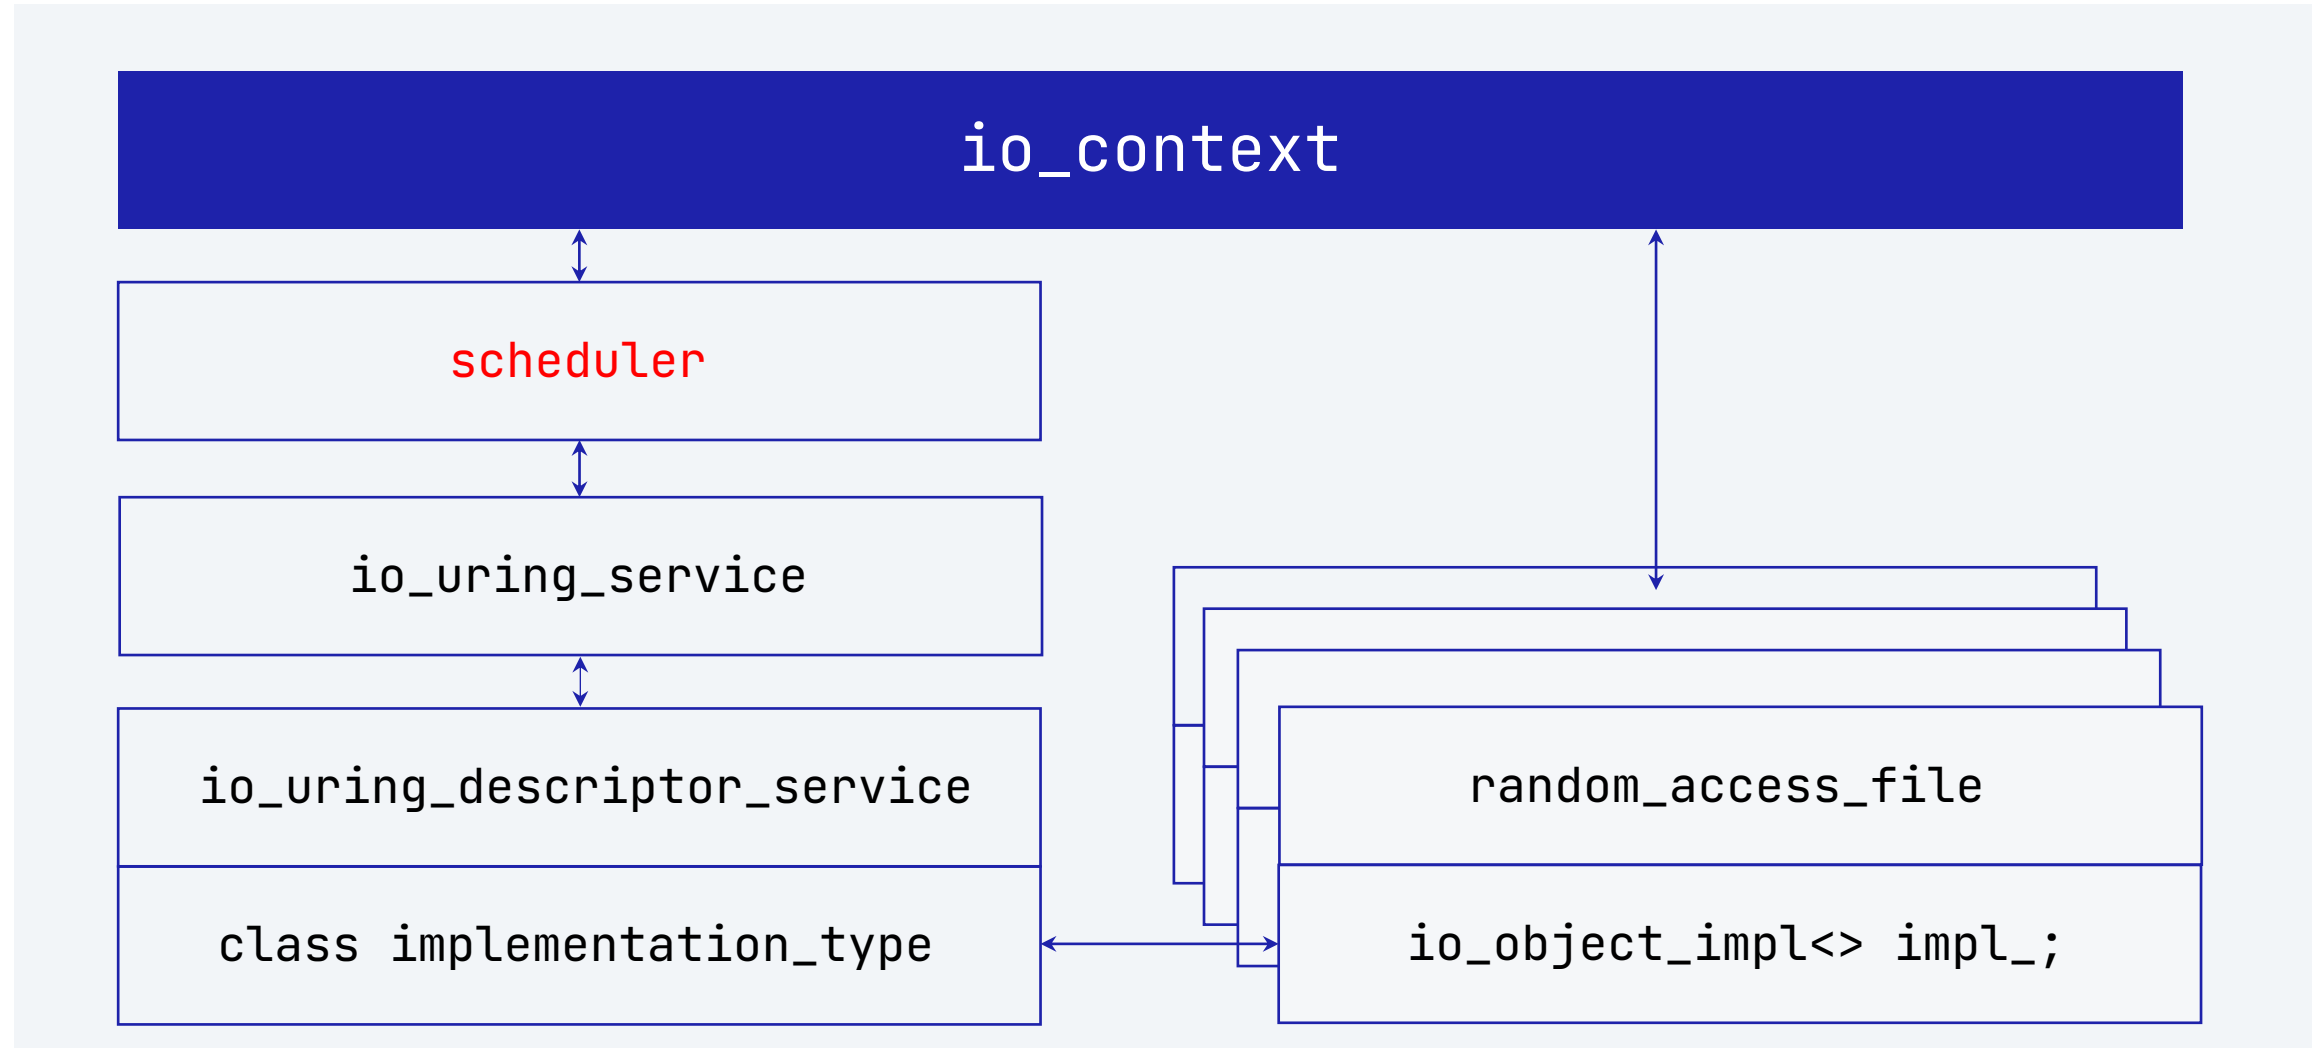 io_context
scheduler
io_uring_service
io_uring_descriptor_service
class implementation_type
random_access_file
io_object_impl<> impl_;